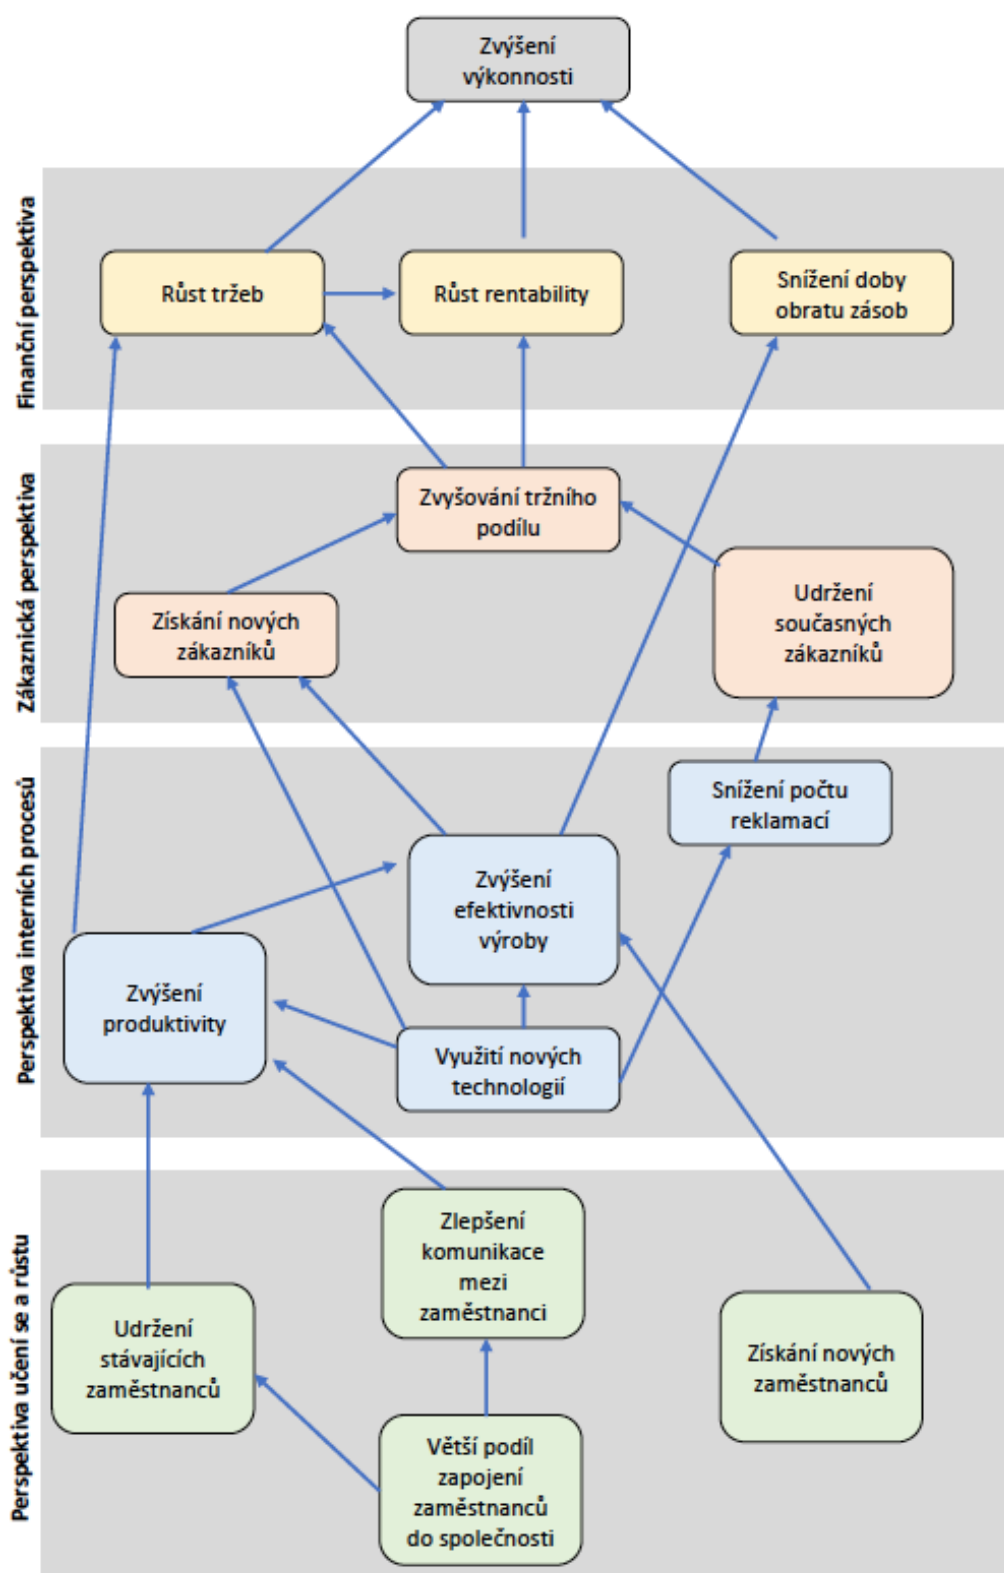 Zvýšení
výkonnosti
Finanční perspektiva
Růst tržeb
Růst rentability
Snížení doby
obratu zásob
Zákaznická perspektiva
Zvyšování tržního
podílu
Získání nových
zákazníků
Udržení
současných
zákazníků
Perspektiva interních procesů
Snížení počtu
reklamací
Zvýšení
efektivnosti
výroby
Zvýšení
produktivity
Využití nových
technologií
Perspektiva učení se a růstu
Zlepšení
komunikace
mezi
zaměstnanci
Udržení
stávajících
zaměstnanců
Získání nových
zaměstnanců
Větší podíl
zapojení
zaměstnanců
do společnosti